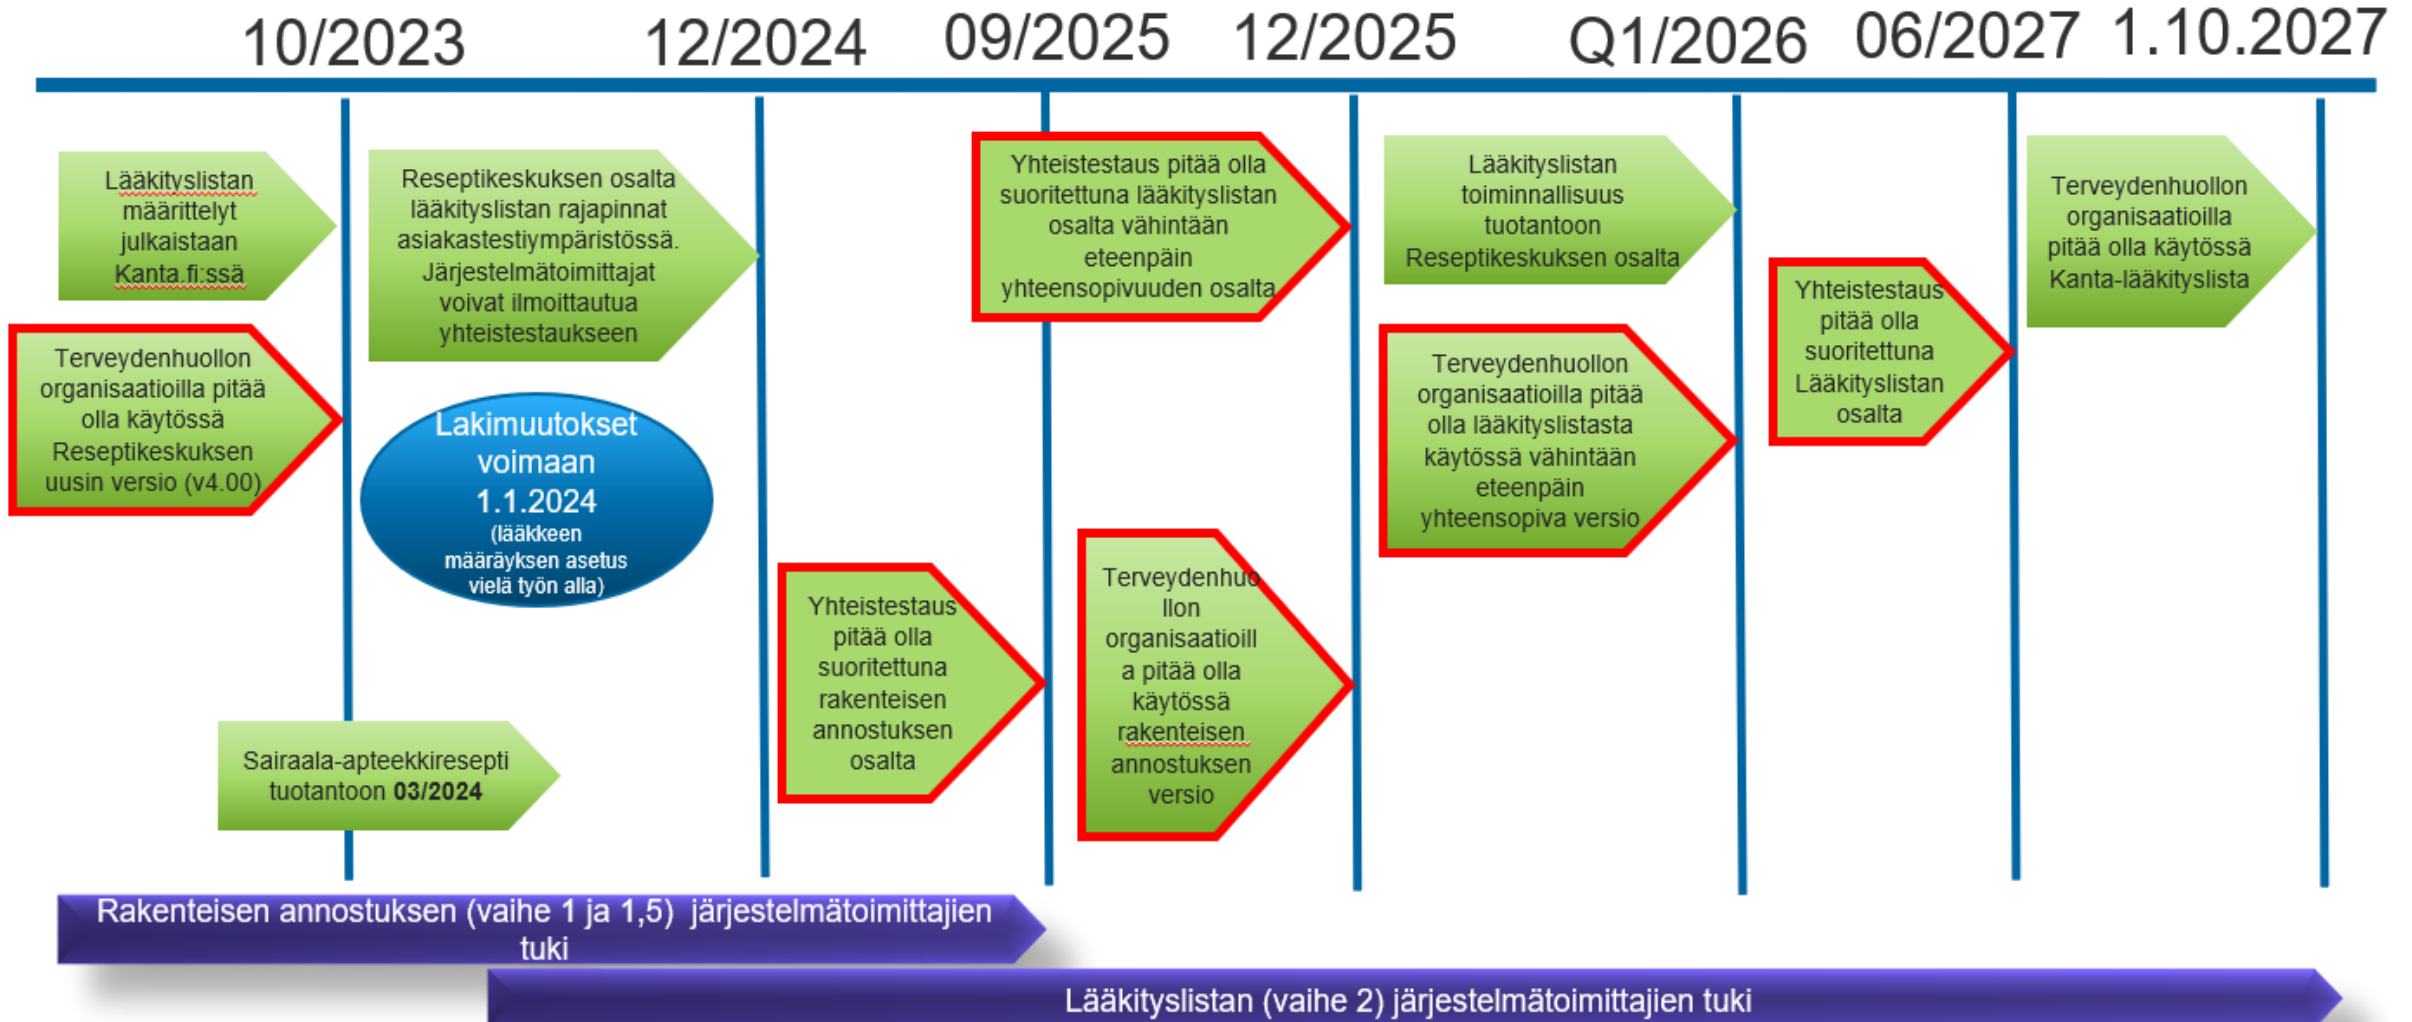 10/2023
12/2024
09/2025
12/2025
Q1/2026
06/2027
1.10.2027
Lääkityslistan
määrittelyt
julkaistaan
Kanta.fi:ssä
Terveydenhuollon
organisaatioilla pitää
olla käytössä
Reseptikeskuksen
uusin versio (v4.00)
Reseptikeskuksen osalta
lääkityslistan rajapinnat
asiakastestiympäristössä.
Järjestelmätoimittajat
voivat ilmoittautua
yhteistestaukseen
Lakimuutokset
voimaan
1.1.2024
(lääkkeen
määräyksen asetus
vielä työn alla)
Sairaala-apteekkiresepti
tuotantoon 03/2024
Yhteistestaus
pitää olla
suoritettuna
rakenteisen
annostuksen
osalta
Yhteistestaus pitää olla
suoritettuna lääkityslistan
osalta vähintään
eteenpäin
yhteensopivuuden osalta
Terveydenhuo
llon
organisaatioill
a pitää olla
käytössä
rakenteisen
annostuksen
versio
Lääkityslistan
toiminnallisuus
tuotantoon
Reseptikeskuksen osalta
Terveydenhuollon
organisaatioilla pitää
olla lääkityslistasta
käytössä vähintään
eteenpäin
yhteensopiva versio
Yhteistestaus
pitää olla
suoritettuna
Lääkityslistan
osalta
Terveydenhuollon
organisaatioilla
pitää olla käytössä
Kanta-lääkityslista
Rakenteisen annostuksen (vaihe 1 ja 1,5) järjestelmätoimittajien
tuki
Lääkityslistan (vaihe 2) järjestelmätoimittajien tuki